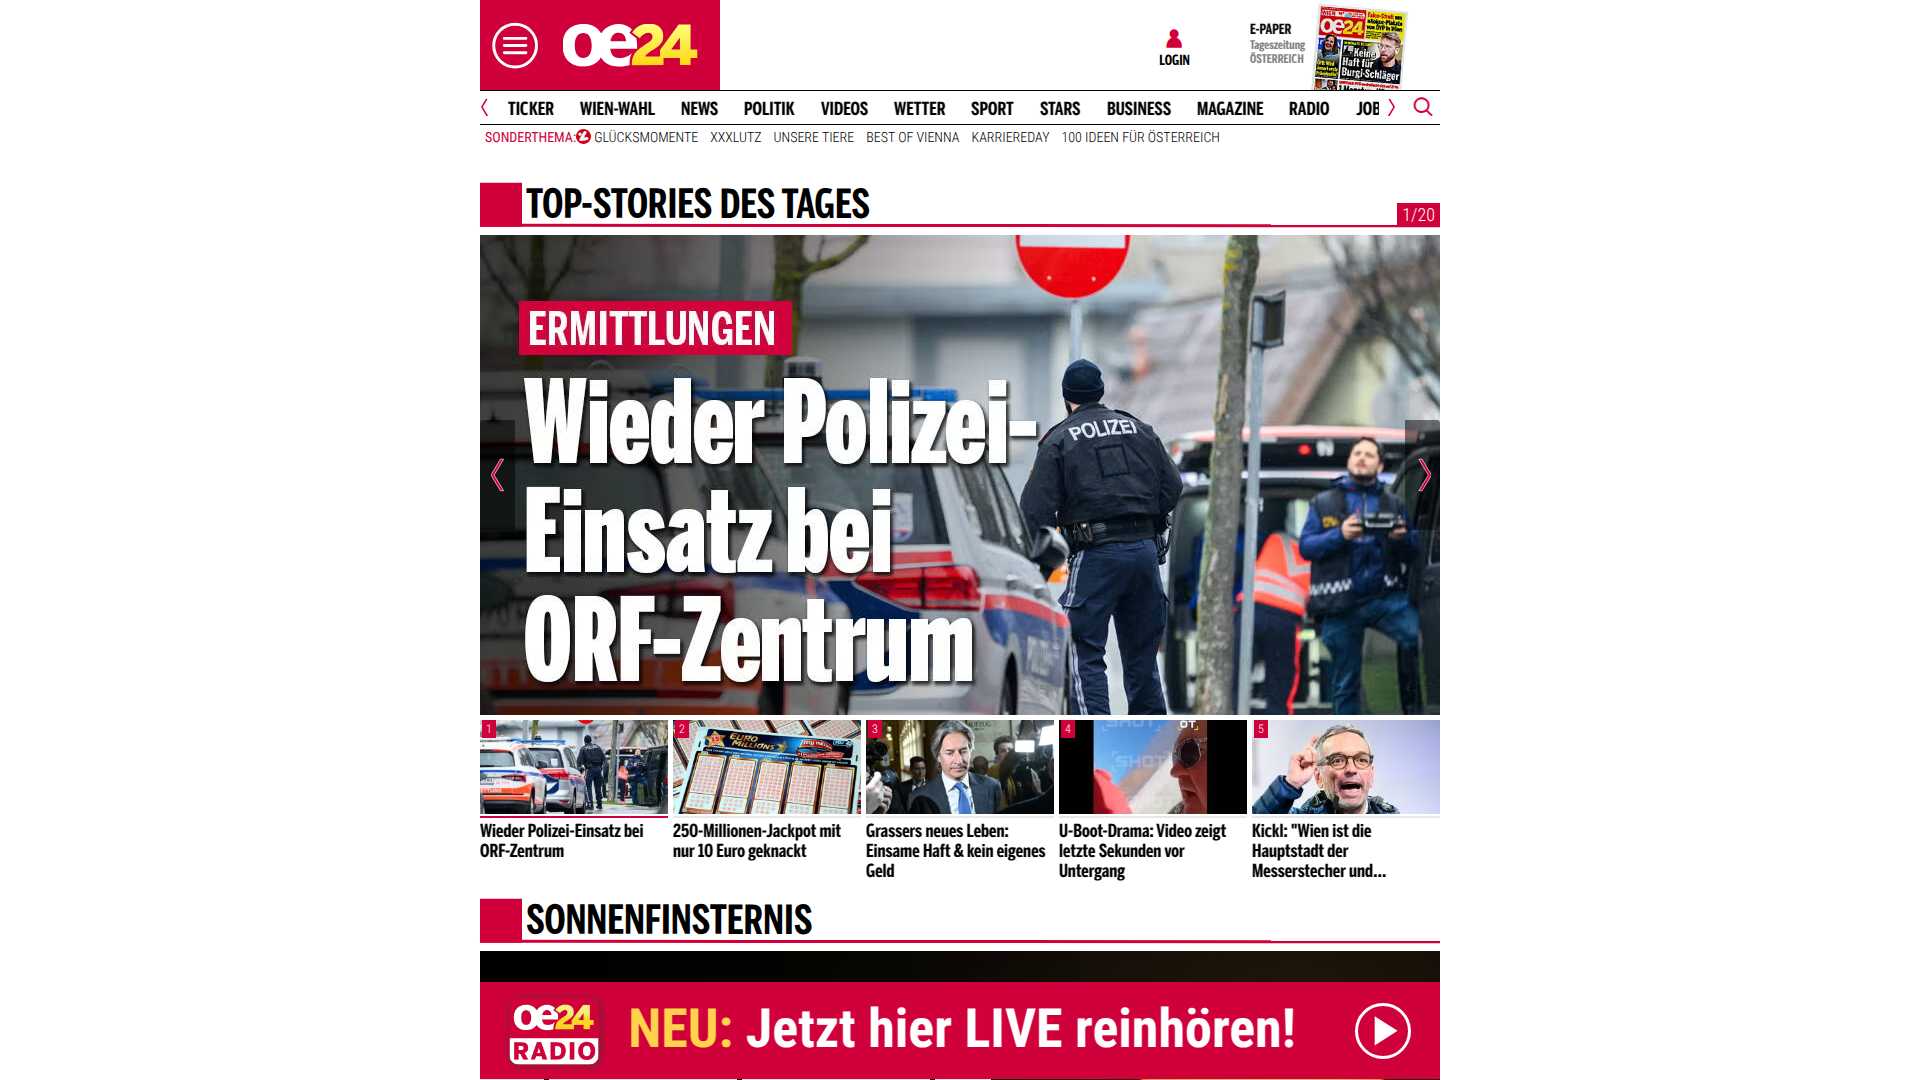 oe24
LOGIN
E-PAPER
Tageszeitung
ÖSTERREICH
oe24
Keine
Haft für
Burgi-Schläger
TICKER WIEN-WAHL NEWS POLITIK VIDEOS WETTER SPORT STARS BUSINESS MAGAZINE RADIO JOB
SONDERTHEMA: GLÜCKSMOMENTE XXXLUTZ UNSERE TIERE BEST OF VIENNA KARRIEREDAY 100 IDEEN FÜR ÖSTERREICH
TOP-STORIES DES TAGES
1/20
ERMITTLUNGEN
Wieder Polizei-
Einsatz bei
ORF-Zentrum
POLIZEI
1
2
3
4
5
EURO
MILLIONEN
SHOT
Wieder Polizei-Einsatz bei
ORF-Zentrum
250-Millionen-Jackpot mit
nur 10 Euro geknackt
Grassers neues Leben:
Einsame Haft & kein eigenes
Geld
U-Boot-Drama: Video zeigt
letzte Sekunden vor
Untergang
Kickl: "Wien ist die
Hauptstadt der
Messerstecher und...
SONNENFINSTERNIS
oe24
RADIO
NEU: Jetzt hier LIVE reinhören!